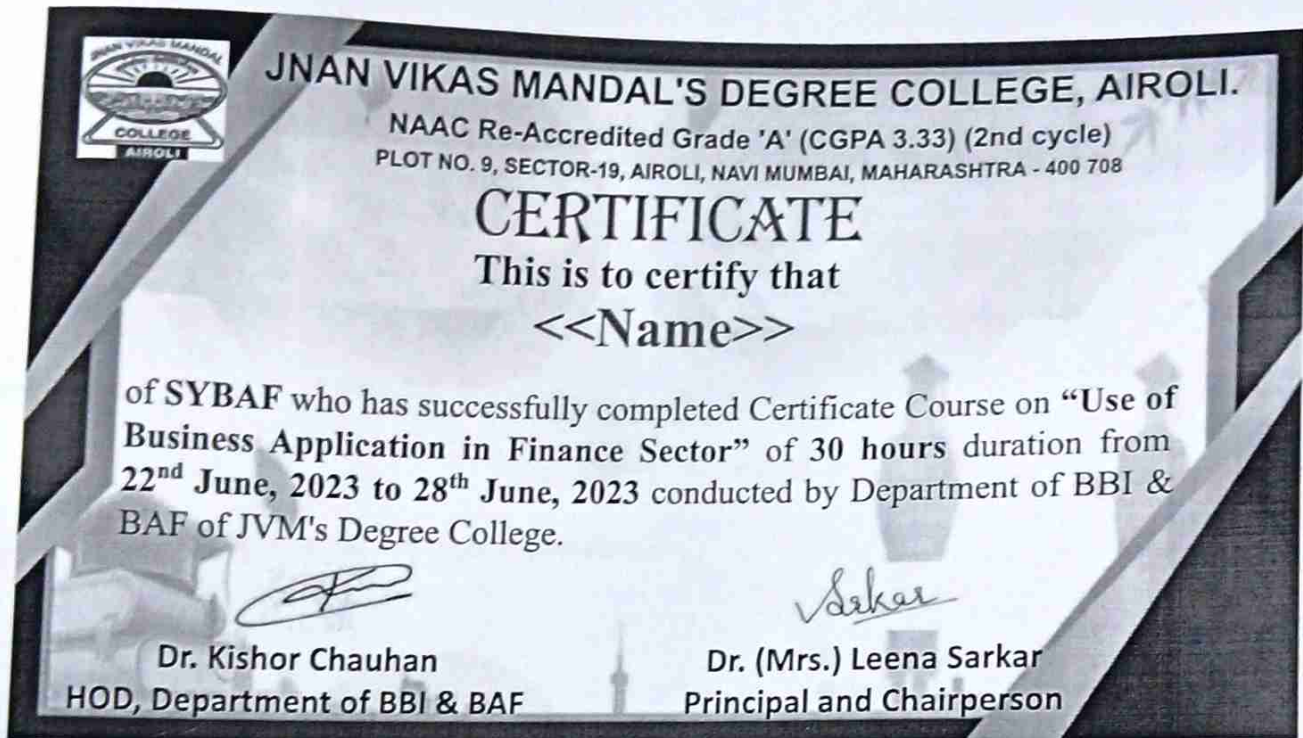 JNAN VIKAS MANDAL
COLLEGE
AIROLI
JNAN VIKAS MANDAL'S DEGREE COLLEGE, AIROLI.
NAAC Re-Accredited Grade 'A' (CGPA 3.33) (2nd cycle)
PLOT NO. 9, SECTOR-19, AIROLI, NAVI MUMBAI, MAHARASHTRA - 400 708
CERTIFICATE
This is to certify that
<<Name>>
of SYBAF who has successfully completed Certificate Course on “Use of
Business Application in Finance Sector” of 30 hours duration from
22nd June, 2023 to 28th June, 2023 conducted by Department of BBI &
BAF of JVM's Degree College.
Sarkar
Dr. Kishor Chauhan
HOD, Department of BBI & BAF
Dr. (Mrs.) Leena Sarkar
Principal and Chairperson